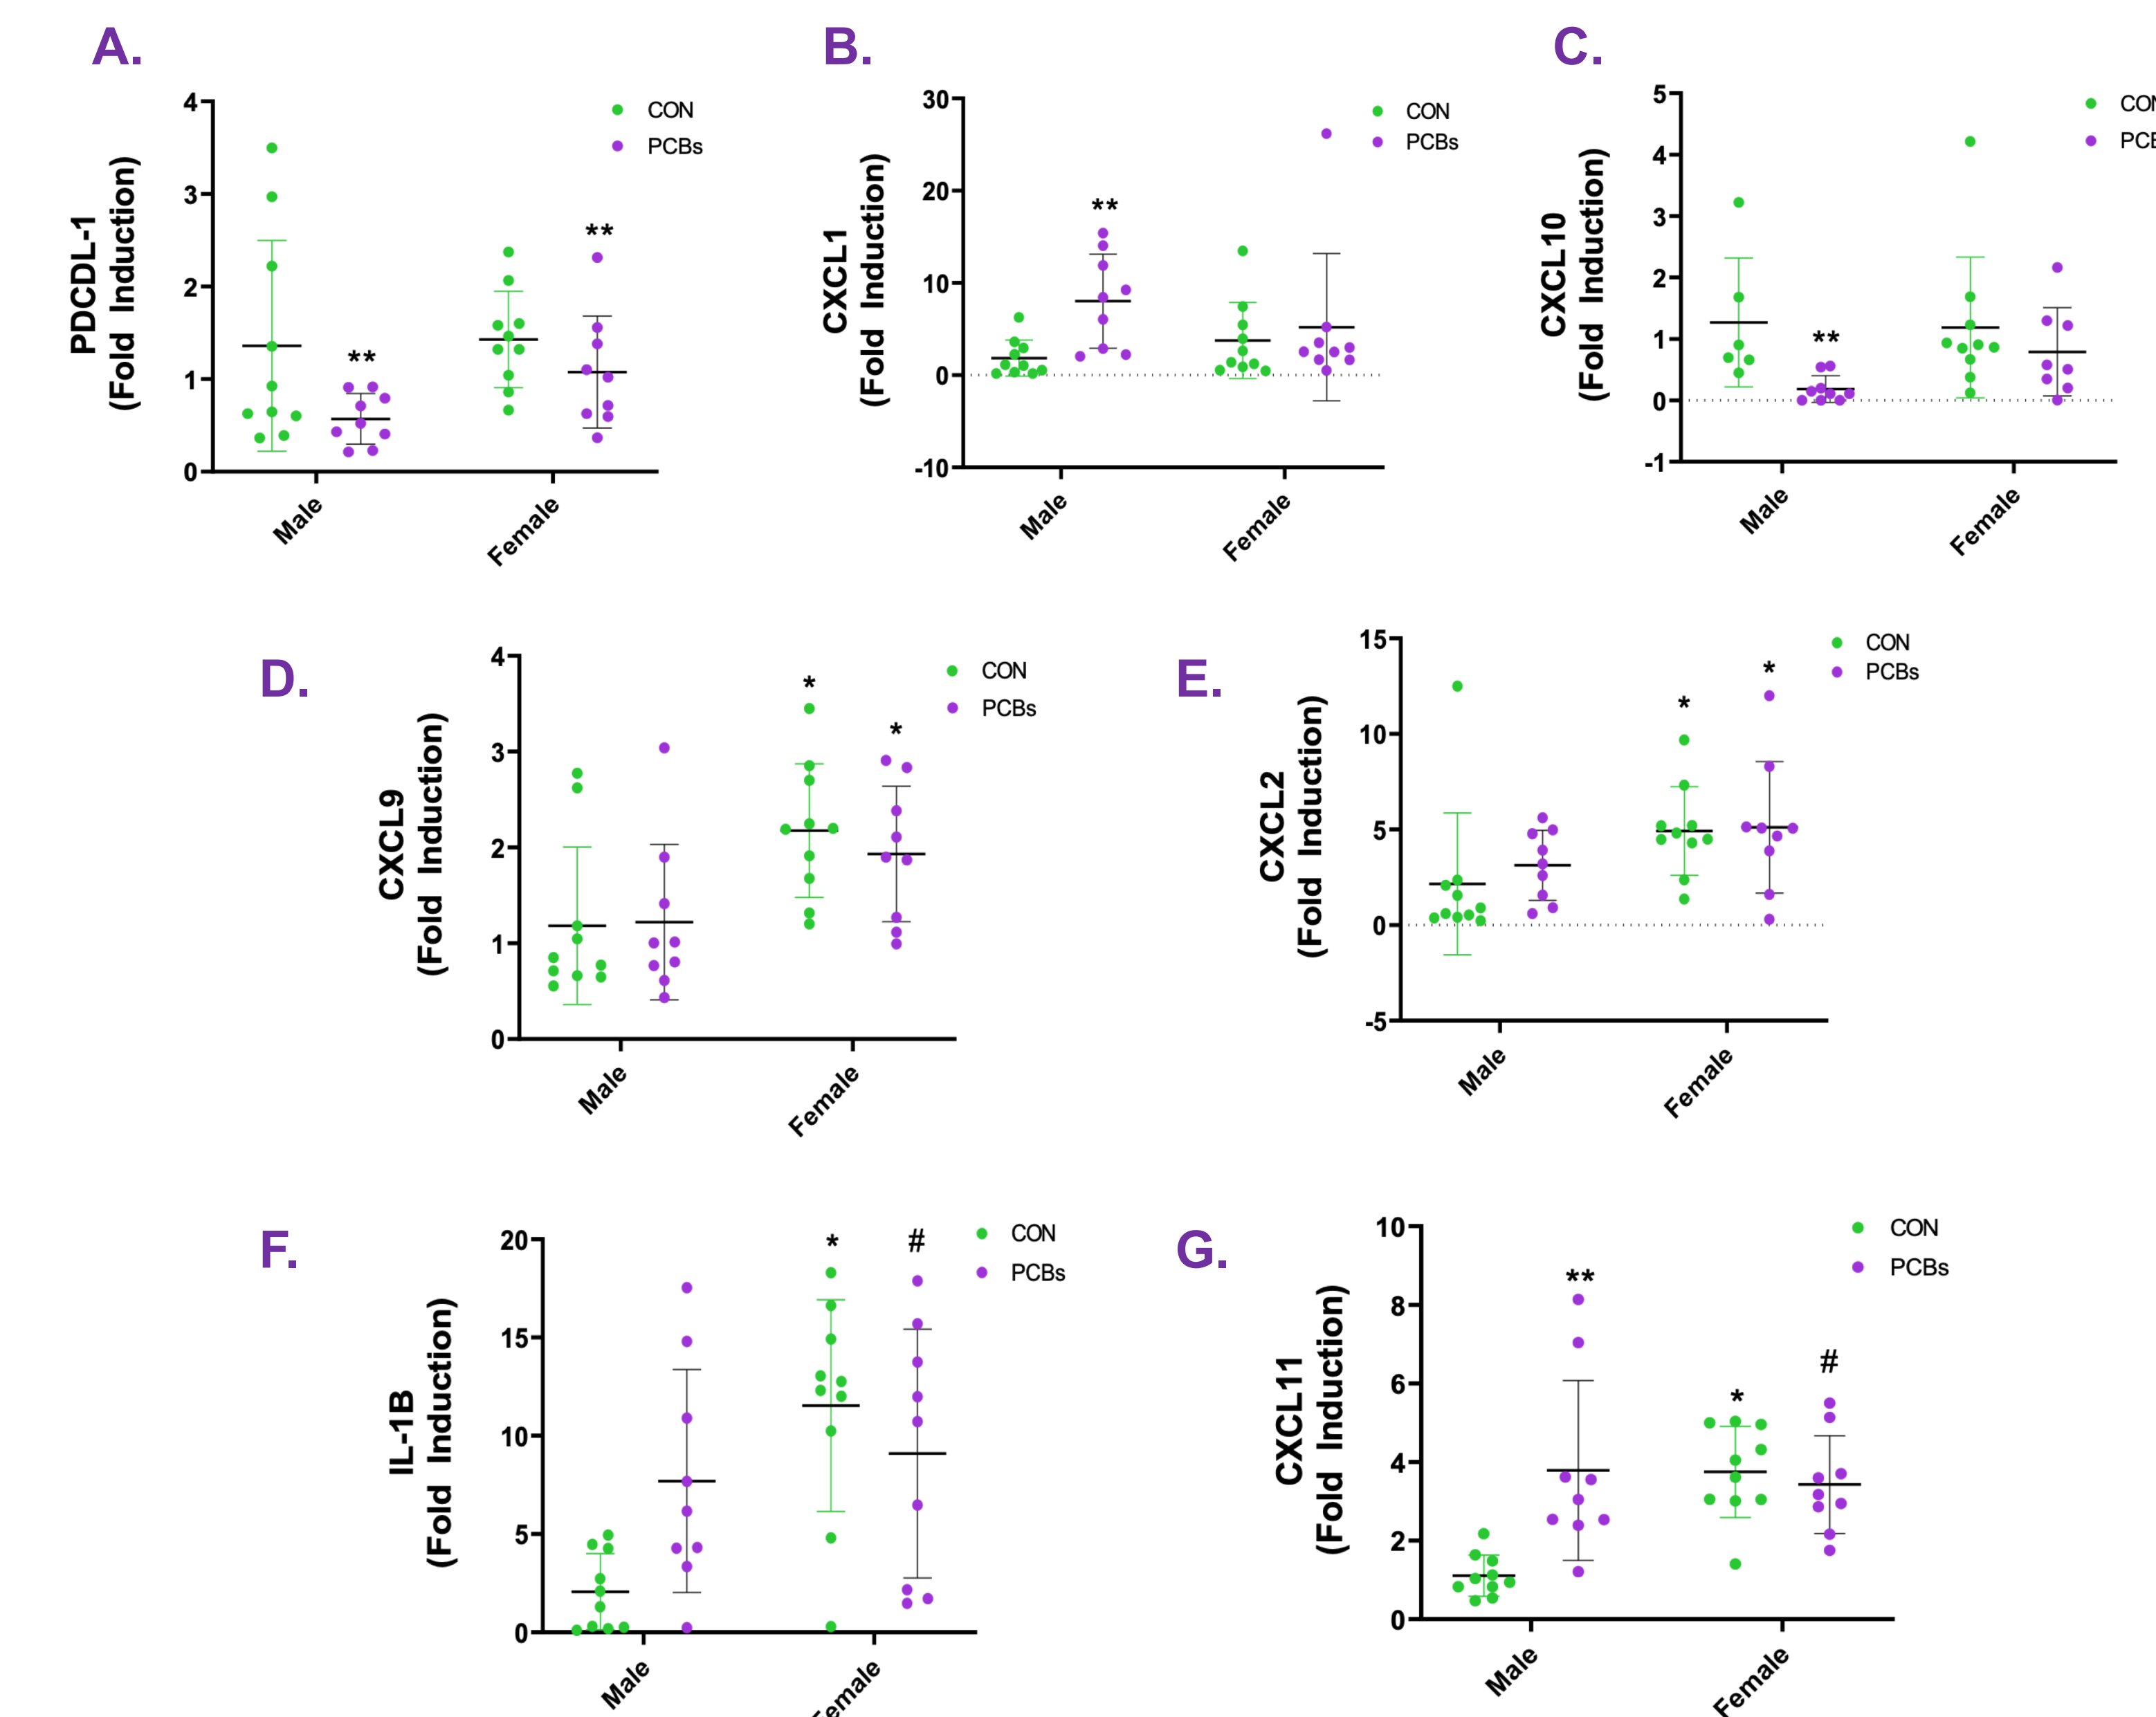 A.
B.
C.
4
3
2
1
0
PDCDL-1
(Fold Induction)
CON
PCBs
**
**
Male
Female
30
20
10
0
-10
CXCL1
(Fold Induction)
CON
PCBs
**
Male
Female
5
4
3
2
1
0
-1
CXCL10
(Fold Induction)
CON
PCB
**
Male
Female
D.
4
3
2
1
0
CXCL9
(Fold Induction)
CON
PCBs
*
*
Male
Female
E.
15
10
5
0
-5
CXCL2
(Fold Induction)
CON
PCBs
*
*
Male
Female
F.
20
15
10
5
0
IL-1B
(Fold Induction)
CON
PCBs
*
#
Male
Female
G.
10
8
6
4
2
0
CXCL11
(Fold Induction)
CON
PCBs
**
*
#
Male
Female